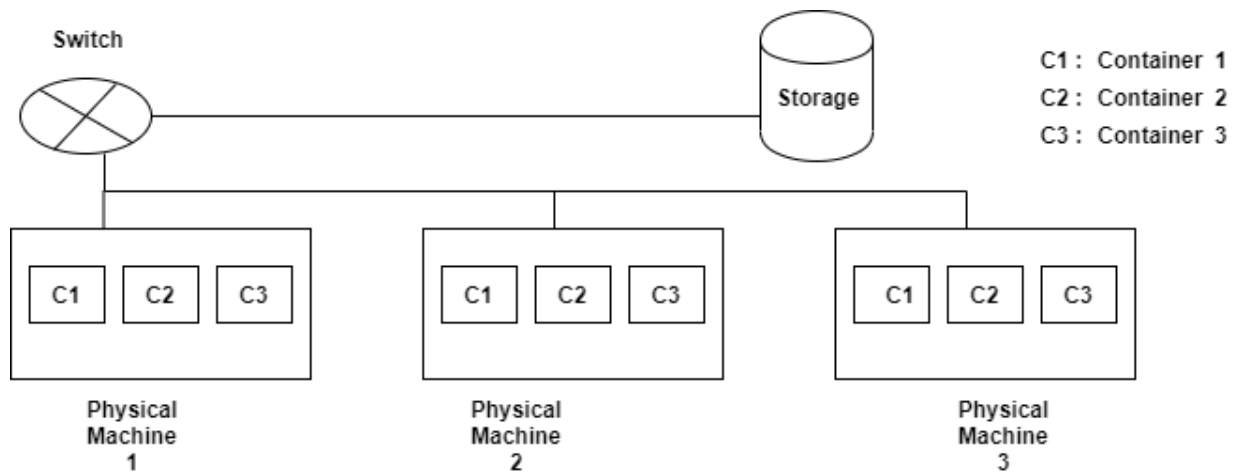 Switch
Storage
C1 : Container 1
C2 : Container 2
C3 : Container 3
C1 C2 C3
C1 C2 C3
C1 C2 C3
Physical
Machine
1
Physical
Machine
2
Physical
Machine
3